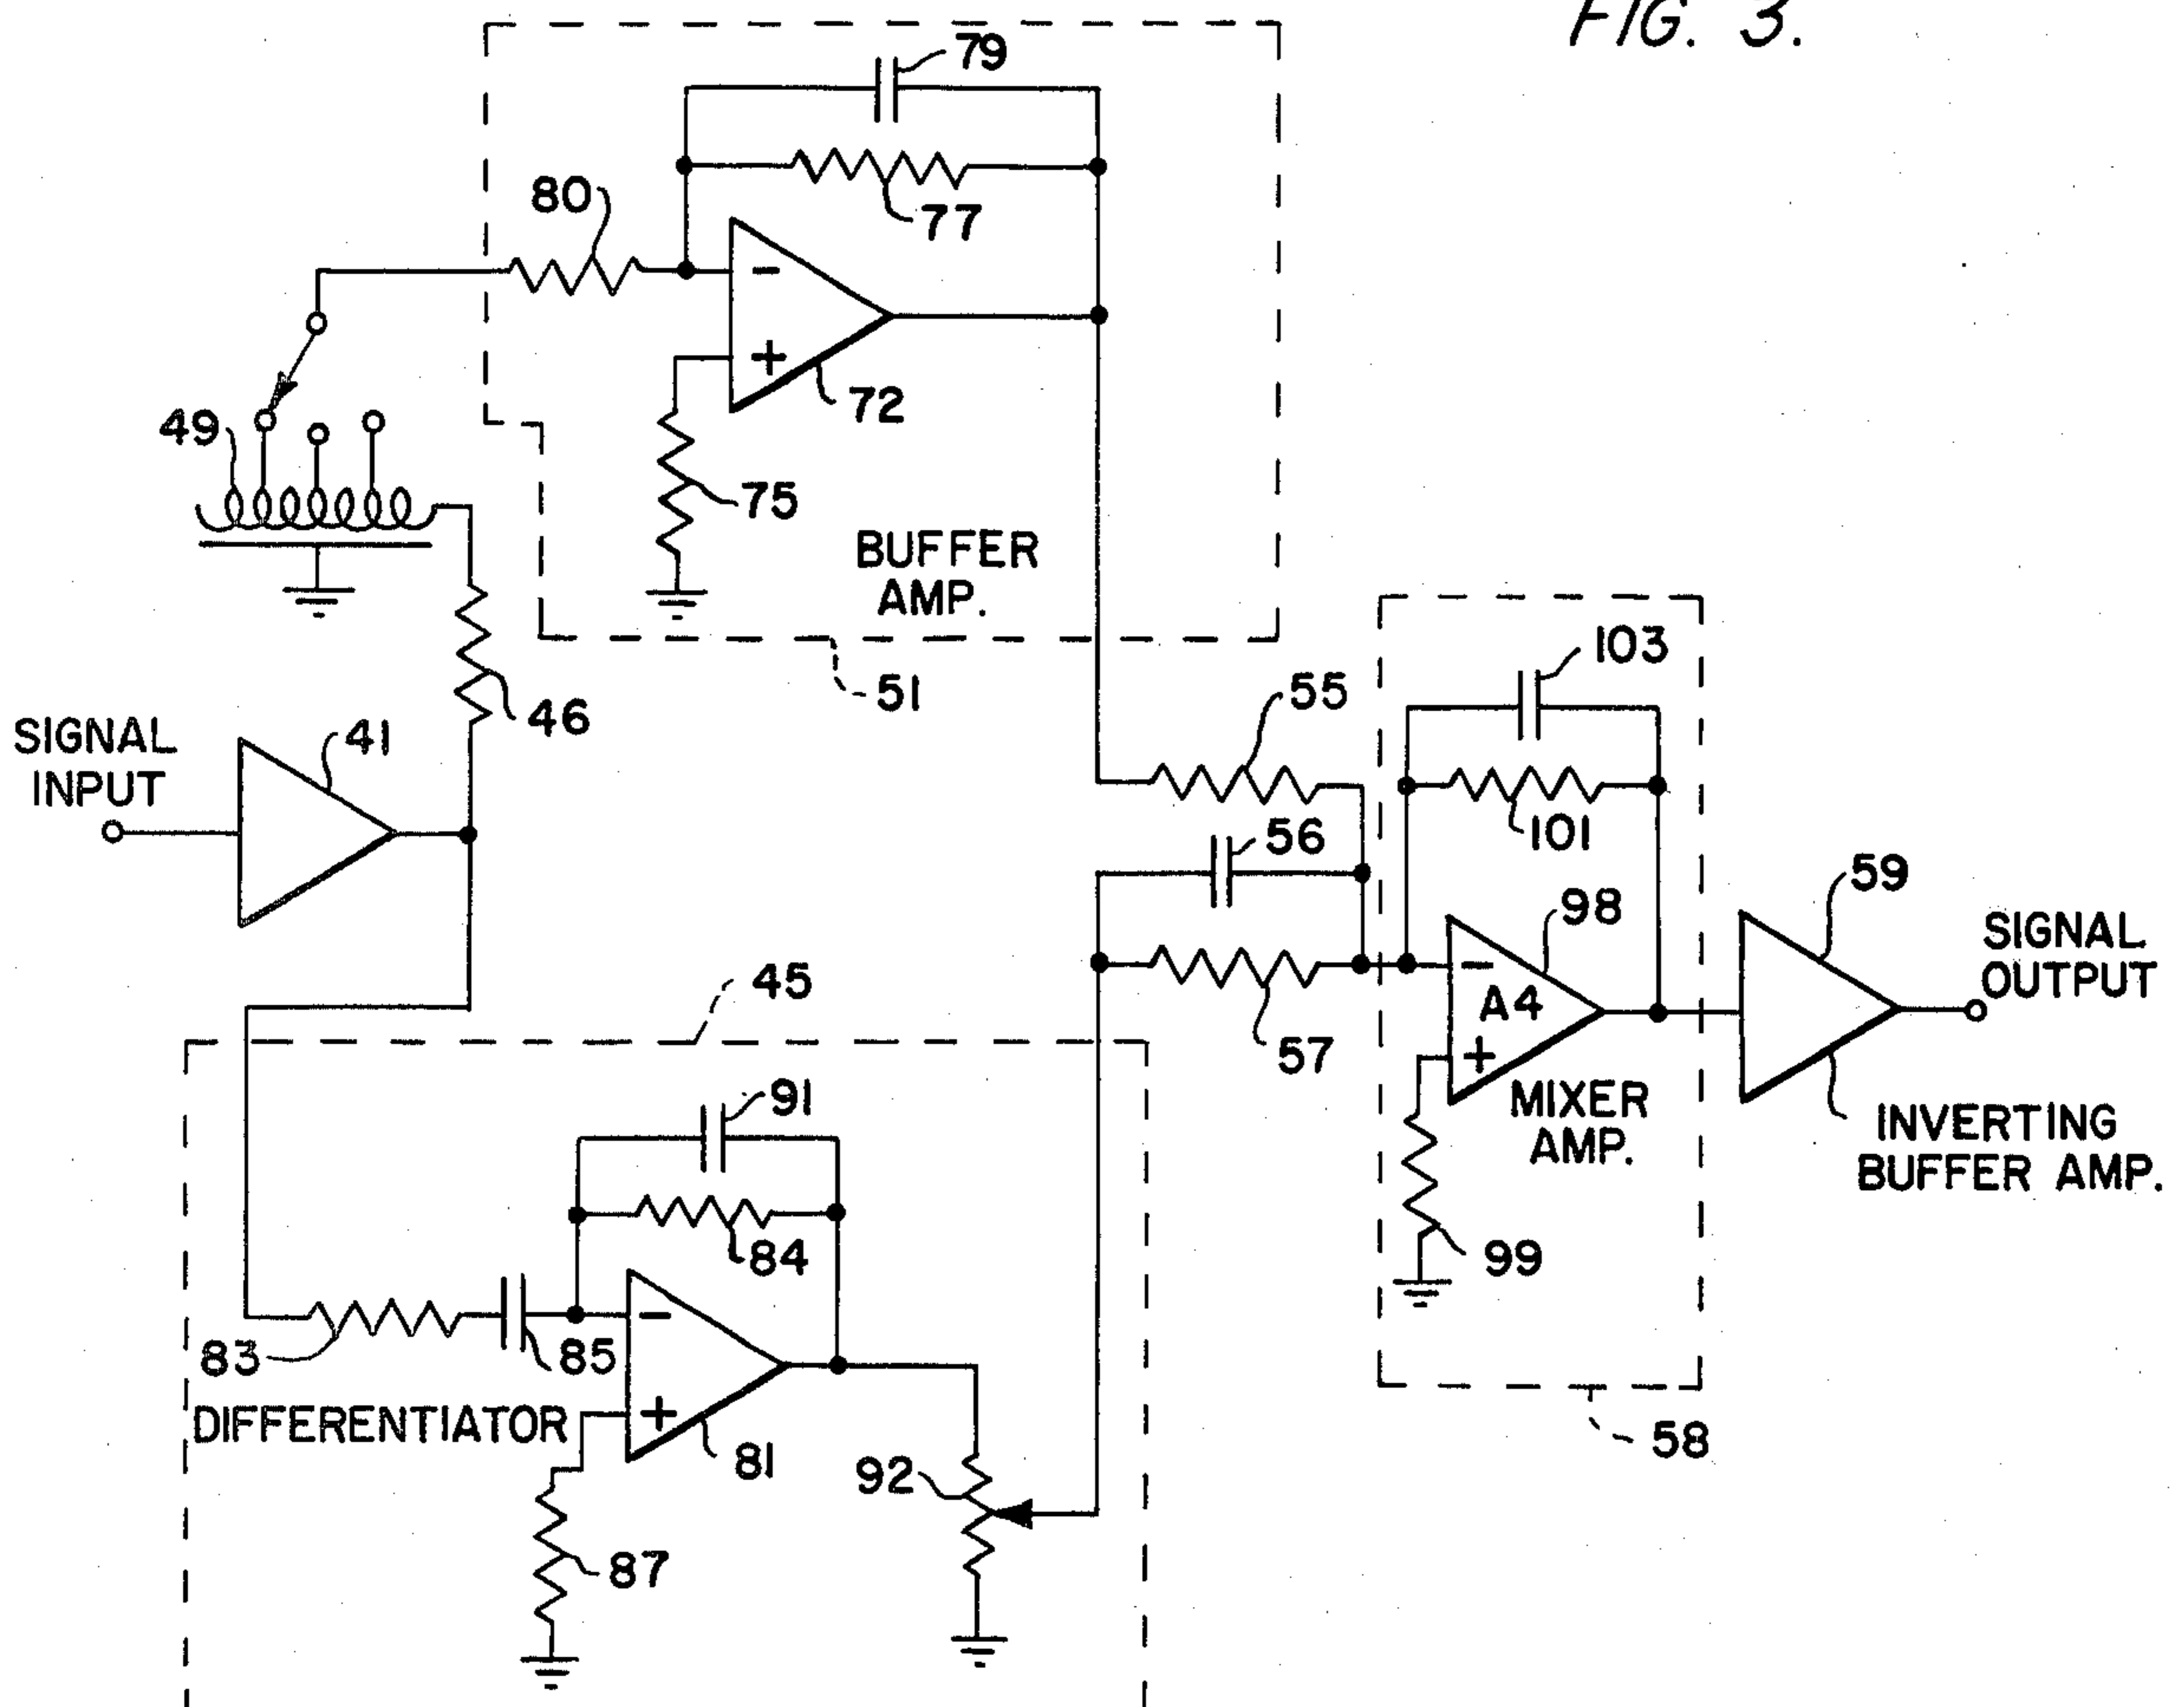 FIG. 3.
79
80
77
-
+
72
49
75
BUFFER
AMP.
51
46
SIGNAL
INPUT
41
55
103
101
56
59
98
SIGNAL
OUTPUT
45
57
-
A4
+
MIXER
AMP.
INVERTING
BUFFER AMP.
91
84
99
83
85
-
+
DIFFERENTIATOR
81
58
92
87